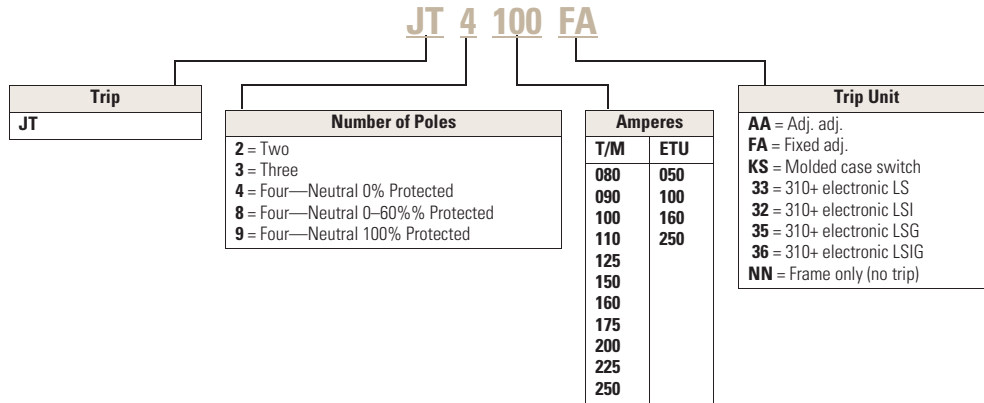 JT 4 100 FA
Trip
JT
Number of Poles
2 = Two
3 = Three
4 = Four—Neutral 0% Protected
8 = Four—Neutral 0–60%% Protected
9 = Four—Neutral 100% Protected
Amperes
T/M ETU
080 050
090 100
100 160
110 250
125
150
160
175
200
225
250
Trip Unit
AA = Adj. adj.
FA = Fixed adj.
KS = Molded case switch
33 = 310+ electronic LS
32 = 310+ electronic LSI
35 = 310+ electronic LSG
36 = 310+ electronic LSIG
NN = Frame only (no trip)